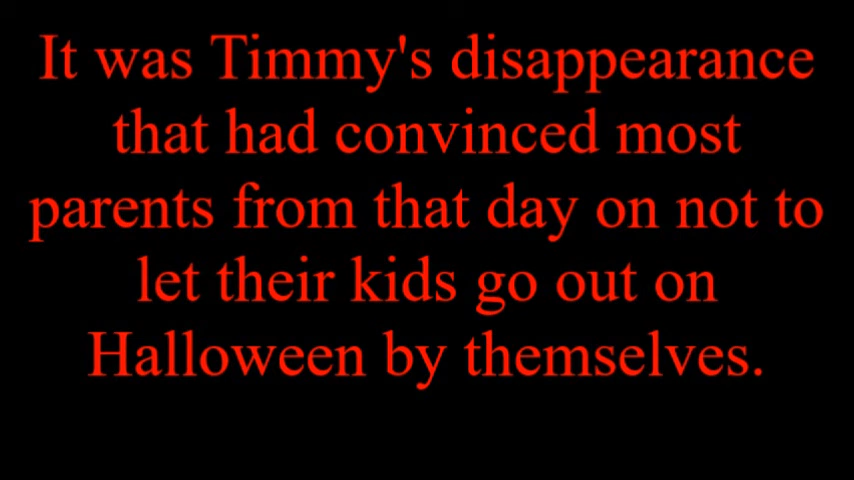 It was Timmy's disappearance
that had convinced most
parents from that day on not to
let their kids go out on
Halloween by themselves.